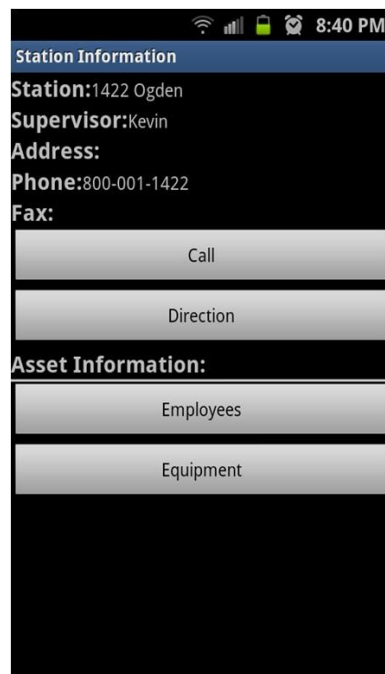 8:40 PM
Station Information
Station:1422 Ogden
Supervisor:Kevin
Address:
Phone:800-001-1422
Fax:
Call
Direction
Asset Information:
Employees
Equipment